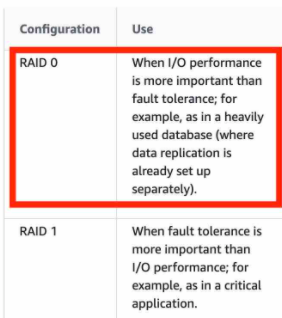 Configuration Use
RAID 0 When I/O performance
is more important than
fault tolerance; for
example, as in a heavily
used database (where
data replication is
already set up
separately).
RAID 1 When fault tolerance is
more important than
I/O performance; for
example, as in a critical
application.